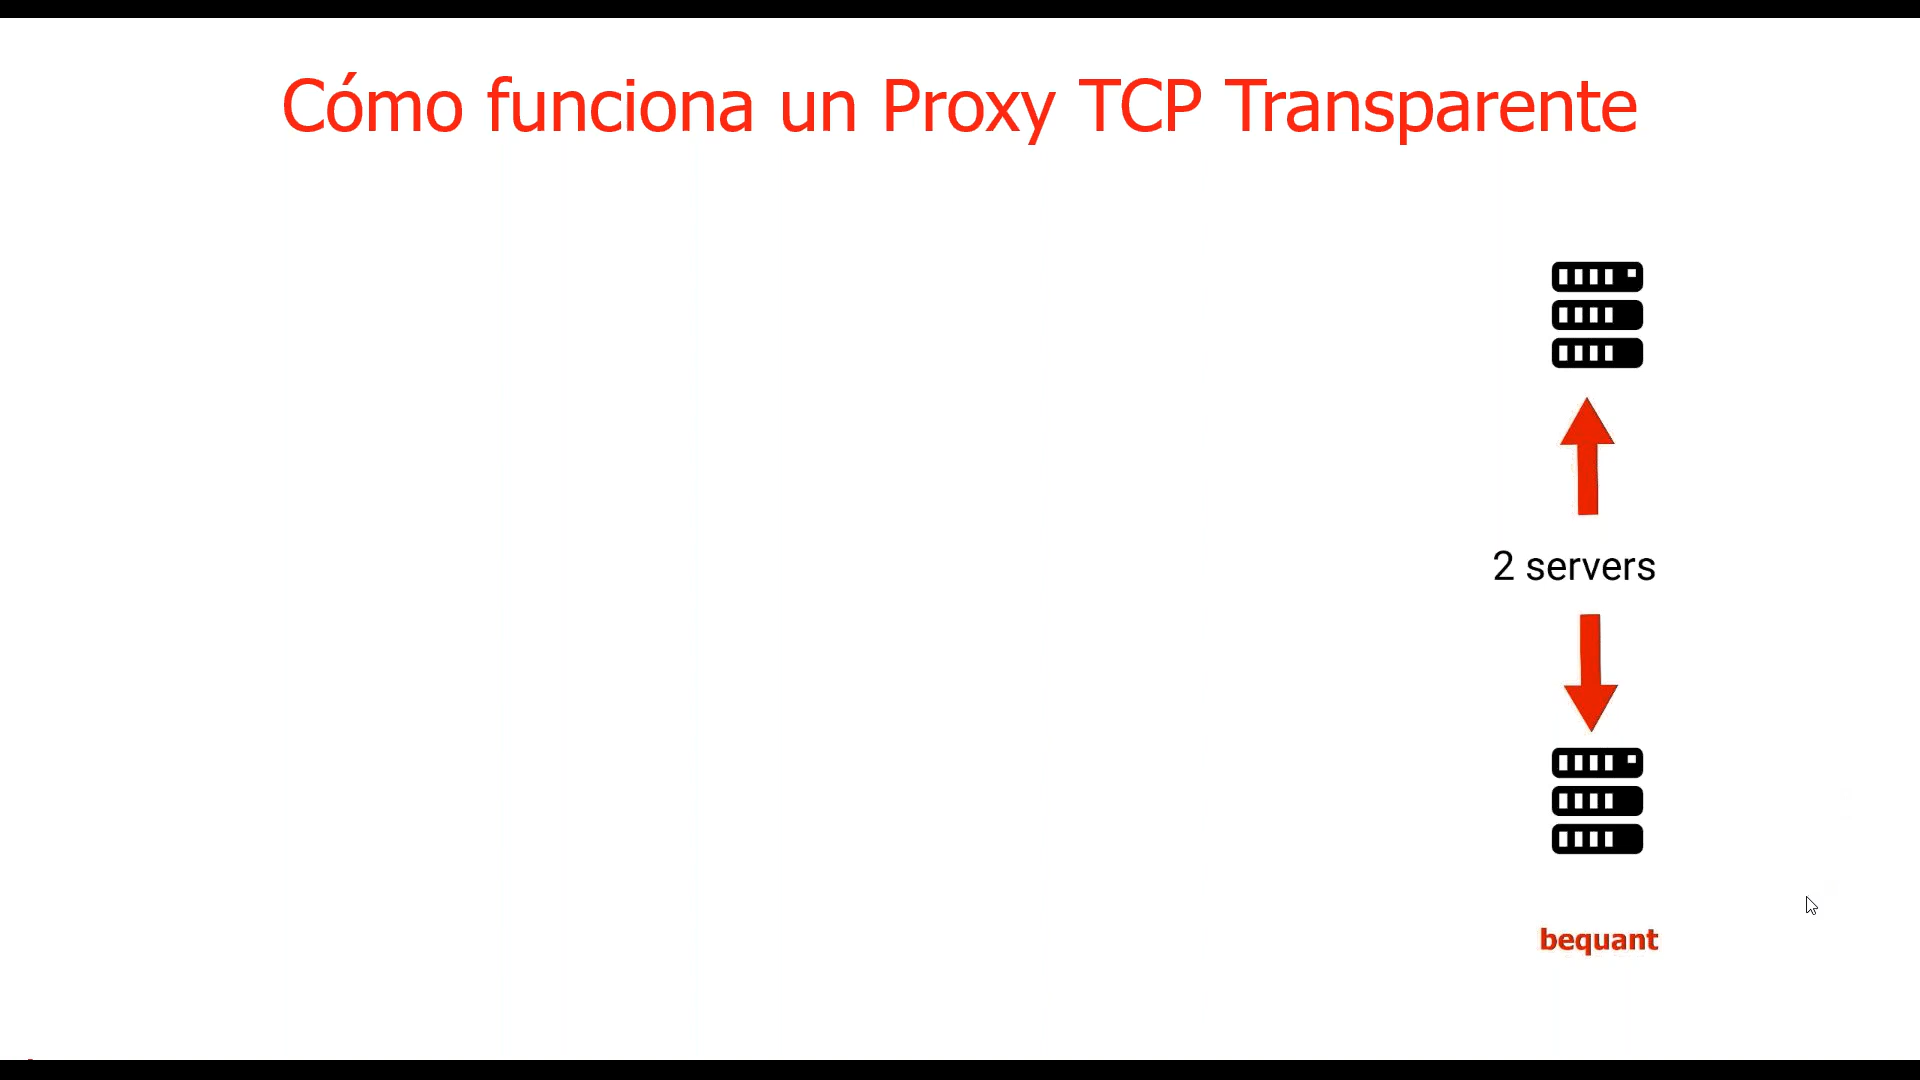 Cómo funciona un Proxy TCP Transparente
2 servers
bequant